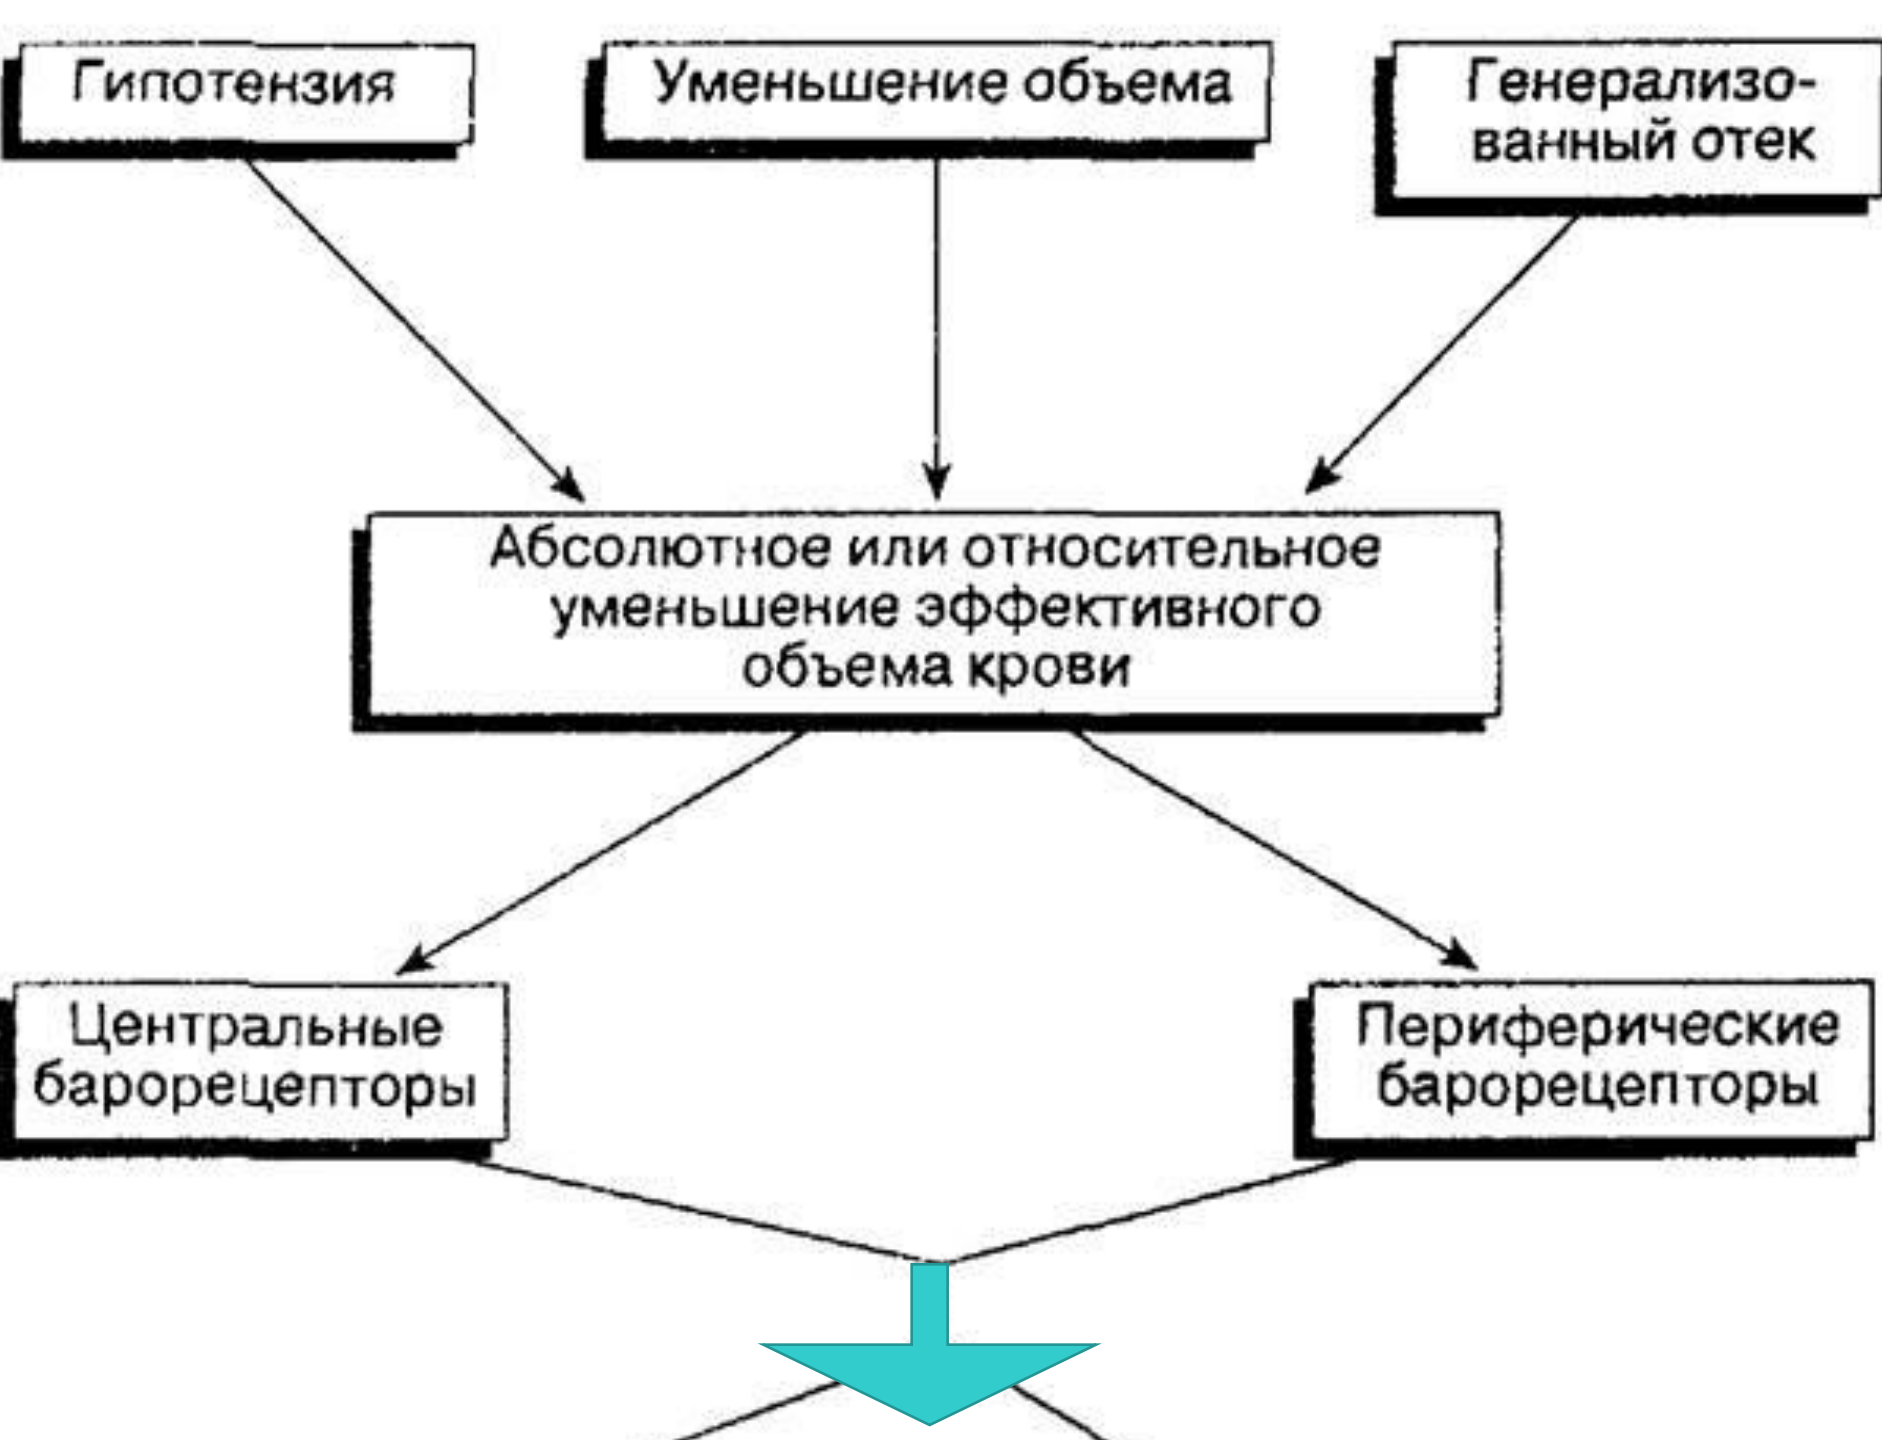 Гипотензия
Уменьшение объема
Генерализо-
ванный отек
Абсолютное или относительное
уменьшение эффективного
объема крови
Центральные
барорецепторы
Периферические
барорецепторы